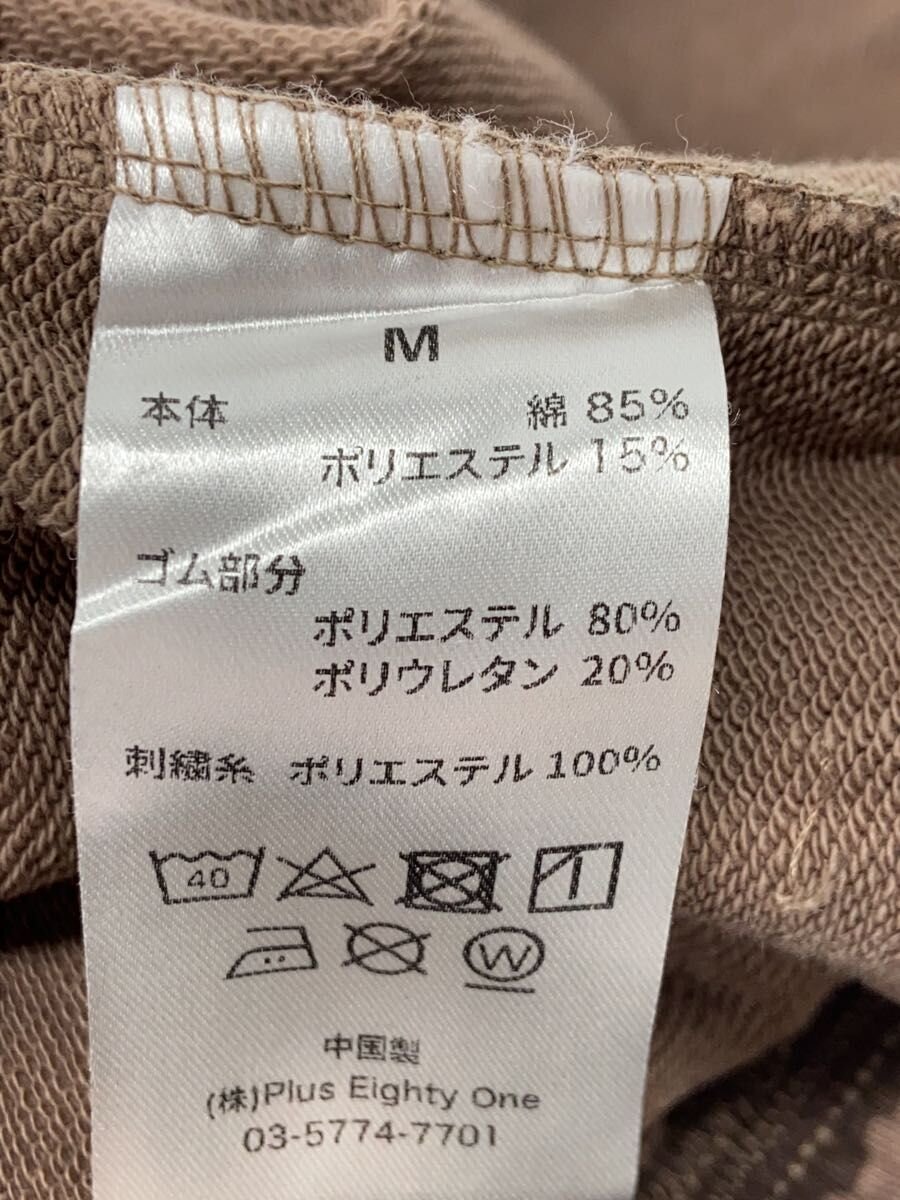 M
本体 綿 85%
ポリエステル 15%
ゴム部分
ポリエステル 80%
ポリウレタン 20%
刺繍糸 ポリエステル 100%
40
W
中国製
(株)Plus Eighty One
03-5774-7701